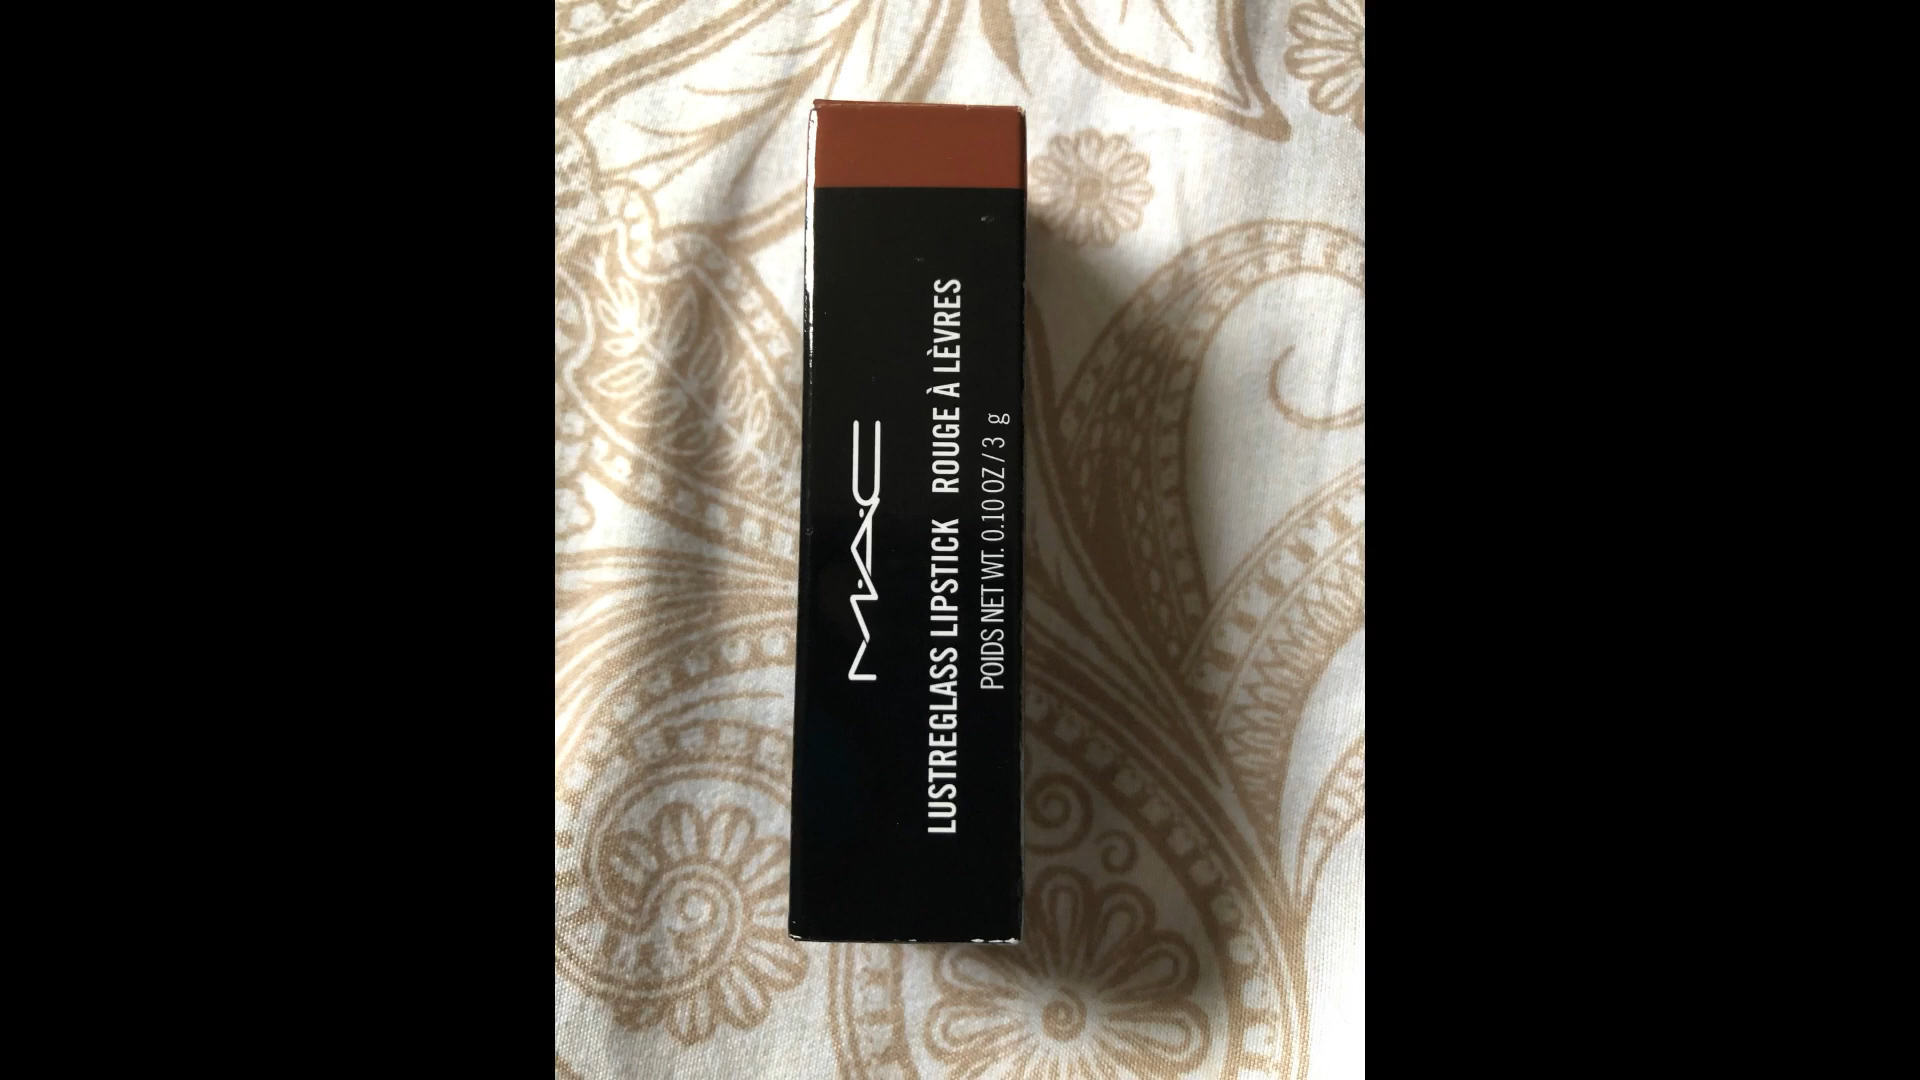 M·A·C
LUSTREGLASS LIPSTICK ROUGE À LÈVRES
POIDS NET WT. 0.10 OZ / 3 g